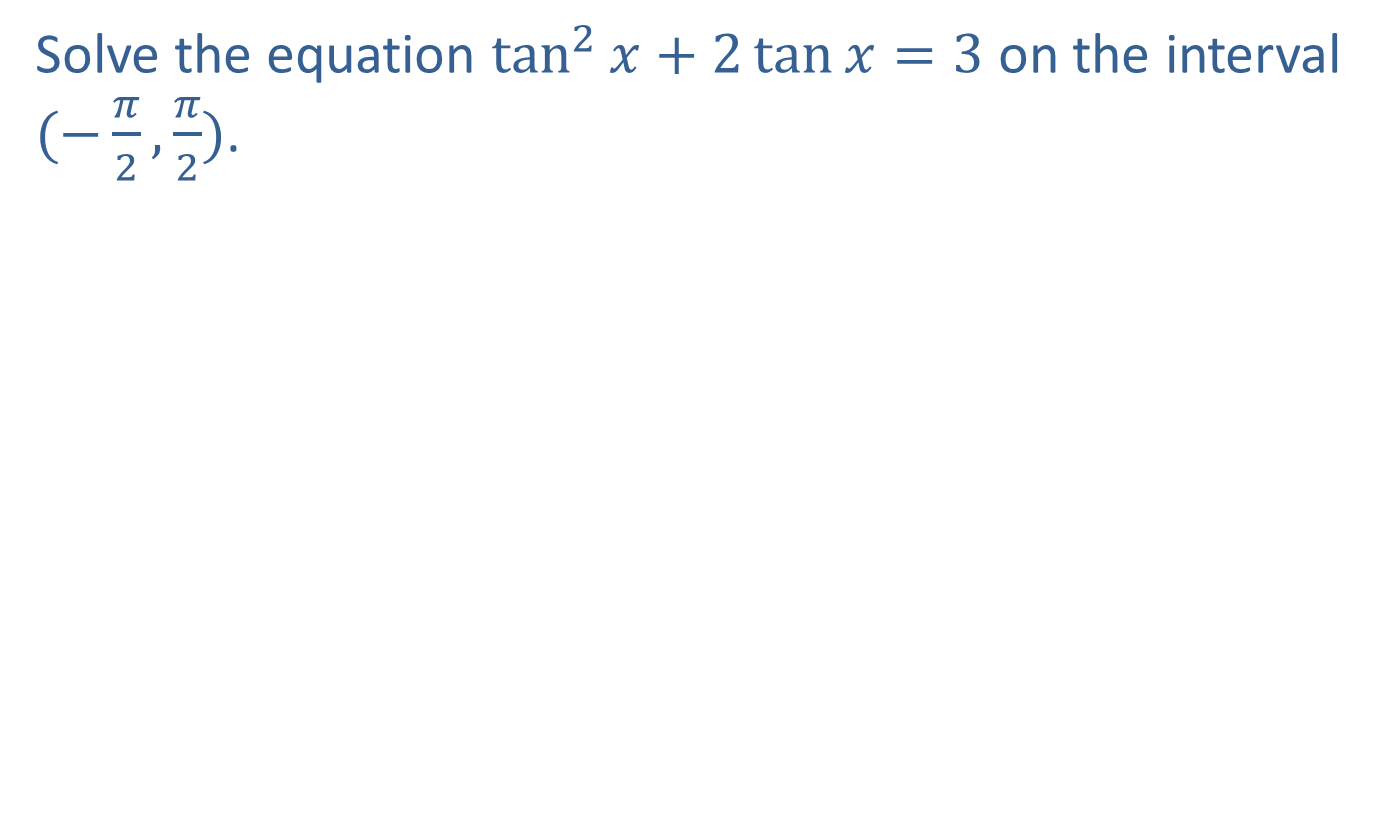 Solve the equation tan² x + 2 tan x = 3 on the interval
(−π/2, π/2).